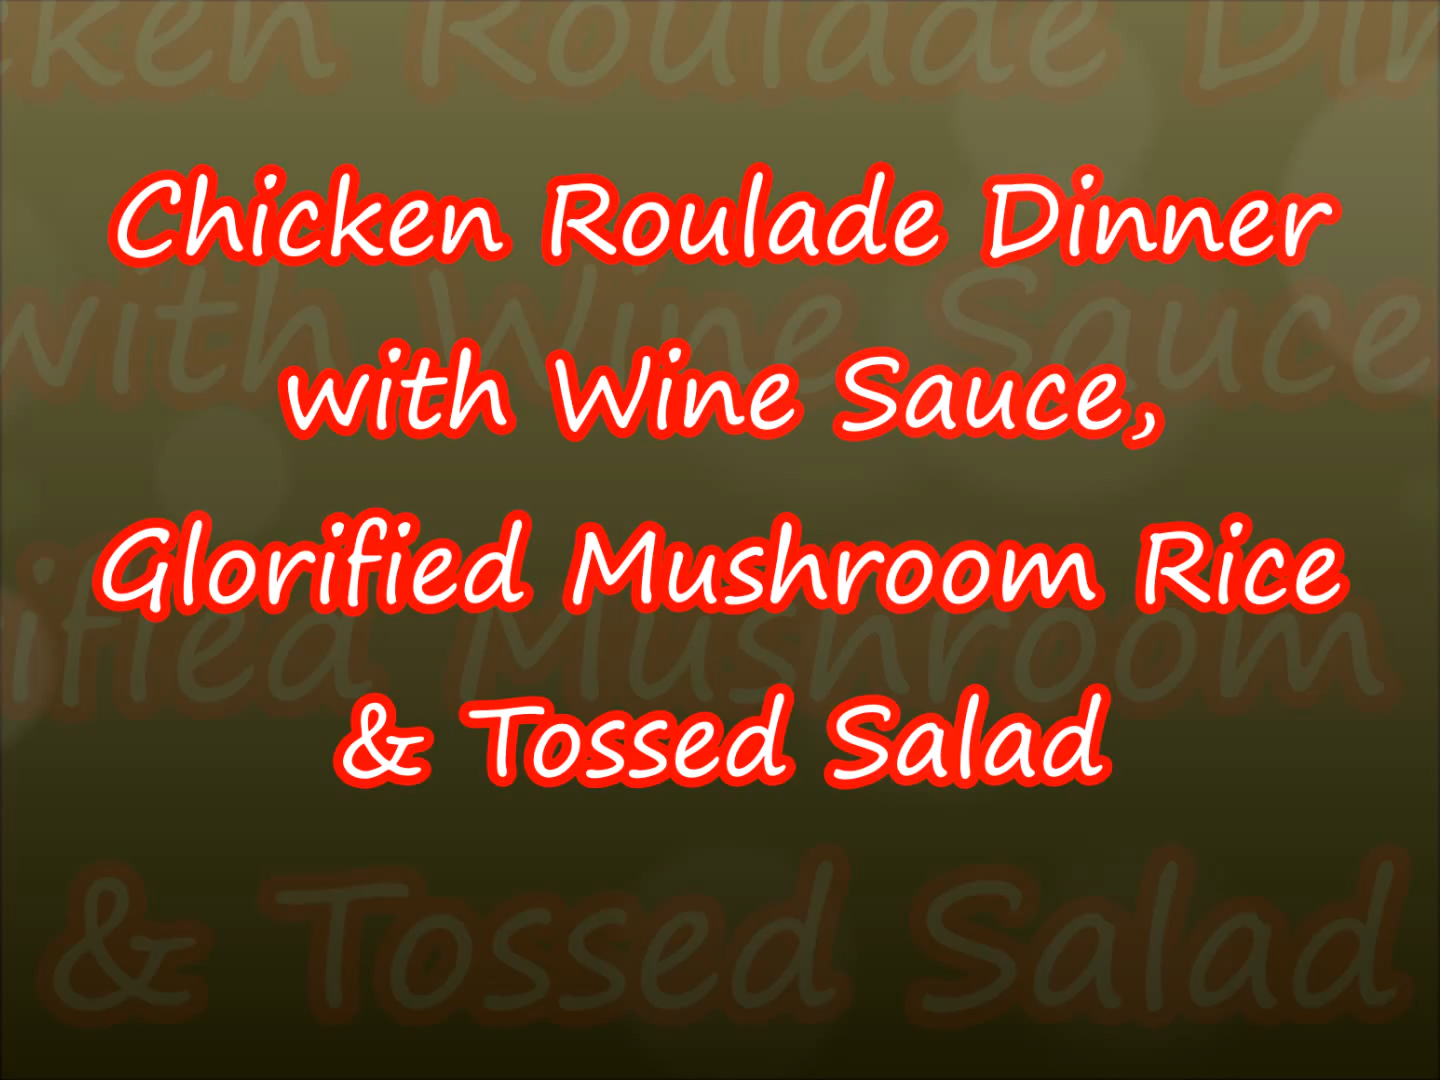 Chicken Roulade Dinner
with Wine Sauce,
Glorified Mushroom Rice
& Tossed Salad